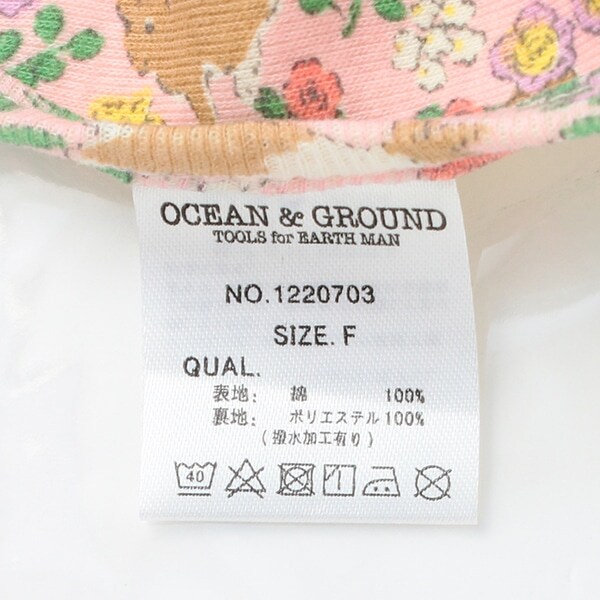 OCEAN & GROUND
TOOLS for EARTH MAN
NO.1220703
SIZE. F
QUAL.
表地: 綿 100%
裏地: ポリエステル 100%
(撥水加工有り)
40